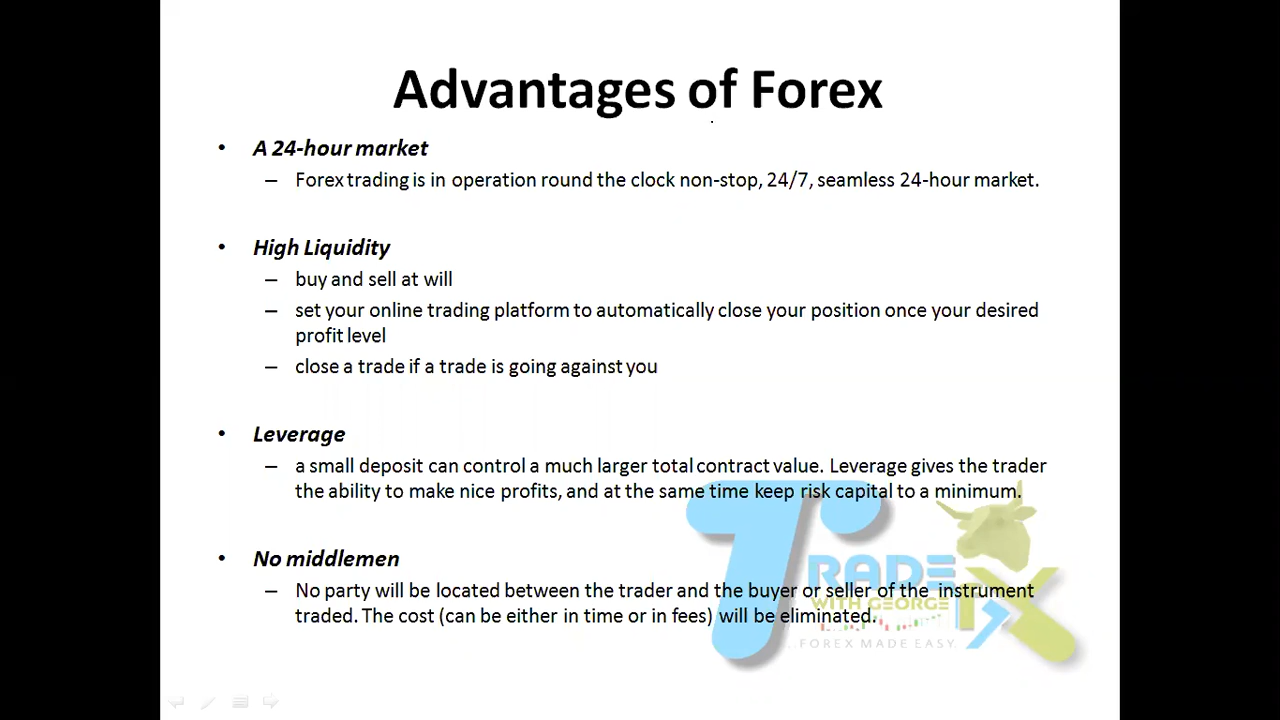 Advantages of Forex
• A 24-hour market
– Forex trading is in operation round the clock non-stop, 24/7, seamless 24-hour market.
• High Liquidity
– buy and sell at will
– set your online trading platform to automatically close your position once your desired
profit level
– close a trade if a trade is going against you
• Leverage
– a small deposit can control a much larger total contract value. Leverage gives the trader
the ability to make nice profits, and at the same time keep risk capital to a minimum.
• No middlemen
– No party will be located between the trader and the buyer or seller of the instrument
traded. The cost (can be either in time or in fees) will be eliminated.
TRADE
WITH GEORGE
FX
...FOREX MADE EASY.